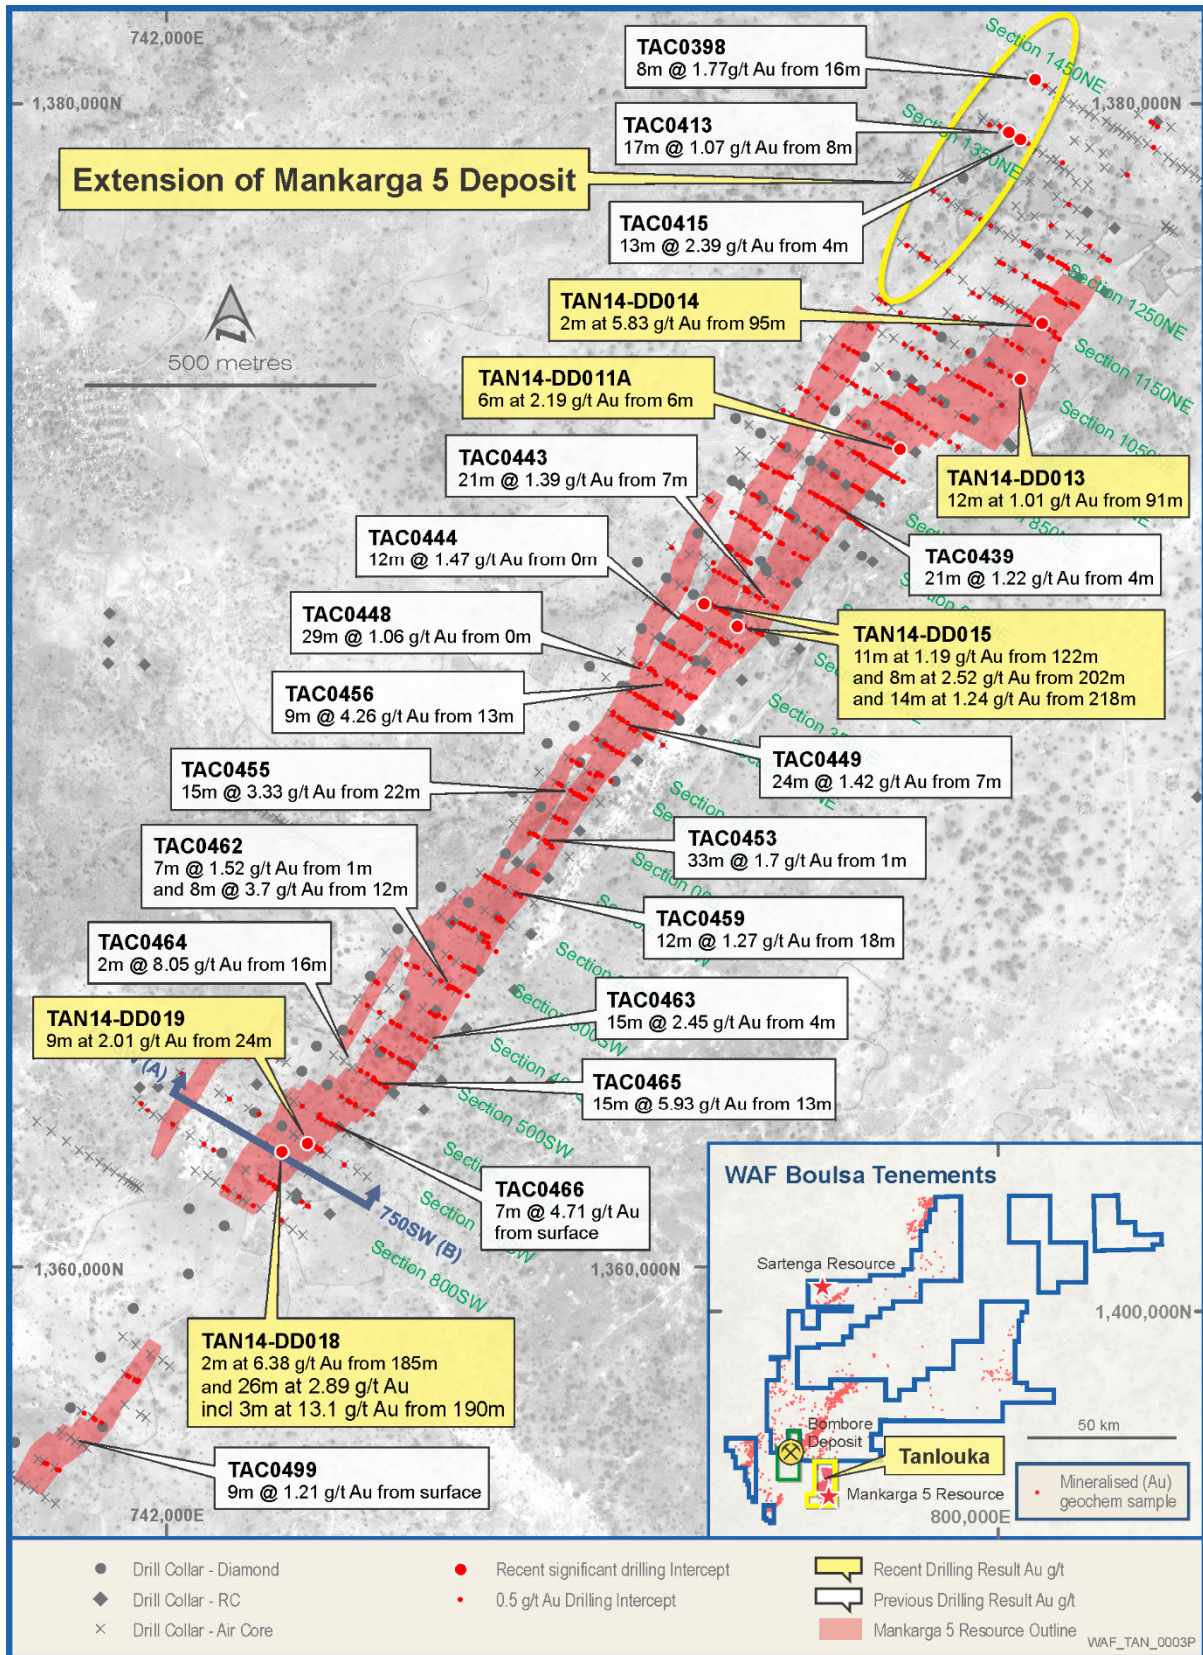 742,000E
TAC0398
8m @ 1.77g/t Au from 16m
Section 1450NE
1,380,000N
1,380,000N
TAC0413
17m @ 1.07 g/t Au from 8m
Section 1350NE
Extension of Mankarga 5 Deposit
TAC0415
13m @ 2.39 g/t Au from 4m
TAN14-DD014
2m at 5.83 g/t Au from 95m
Section 1250NE
500 metres
Section 1150NE
TAN14-DD011A
6m at 2.19 g/t Au from 6m
Section 1050NE
TAC0443
21m @ 1.39 g/t Au from 7m
TAN14-DD013
12m at 1.01 g/t Au from 91m
850NE
TAC0444
12m @ 1.47 g/t Au from 0m
TAC0439
21m @ 1.22 g/t Au from 4m
TAC0448
29m @ 1.06 g/t Au from 0m
TAN14-DD015
11m at 1.19 g/t Au from 122m
and 8m at 2.52 g/t Au from 202m
and 14m at 1.24 g/t Au from 218m
TAC0456
9m @ 4.26 g/t Au from 13m
Section
TAC0449
24m @ 1.42 g/t Au from 7m
TAC0455
15m @ 3.33 g/t Au from 22m
TAC0453
33m @ 1.7 g/t Au from 1m
TAC0462
7m @ 1.52 g/t Au from 1m
and 8m @ 3.7 g/t Au from 12m
Section
TAC0459
12m @ 1.27 g/t Au from 18m
TAC0464
2m @ 8.05 g/t Au from 16m
Section
TAC0463
15m @ 2.45 g/t Au from 4m
TAN14-DD019
9m at 2.01 g/t Au from 24m
Section
(A)
TAC0465
15m @ 5.93 g/t Au from 13m
Section 500SW
TAC0466
7m @ 4.71 g/t Au
from surface
Section
750SW (B)
Section 800SW
1,360,000N
1,360,000N
TAN14-DD018
2m at 6.38 g/t Au from 185m
and 26m at 2.89 g/t Au
incl 3m at 13.1 g/t Au from 190m
TAC0499
9m @ 1.21 g/t Au from surface
742,000E
WAF Boulsa Tenements
Sartenga Resource
1,400,000N
Bombore
Deposit
50 km
Tanlouka
Mankarga 5 Resource
Mineralised (Au)
geochem sample
800,000E
Drill Collar - Diamond
Drill Collar - RC
Drill Collar - Air Core
Recent significant drilling Intercept
0.5 g/t Au Drilling Intercept
Recent Drilling Result Au g/t
Previous Drilling Result Au g/t
Mankarga 5 Resource Outline
WAF_TAN_0003P